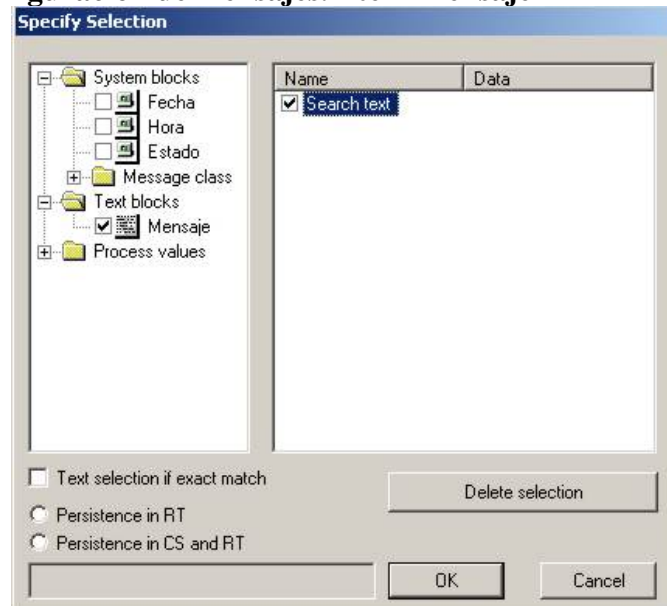 Specify Selection
System blocks
Fecha
Hora
Estado
Message class
Text blocks
Mensaje
Process values
Name Data
Search text
Text selection if exact match
Persistence in RT
Persistence in CS and RT
Delete selection
OK Cancel